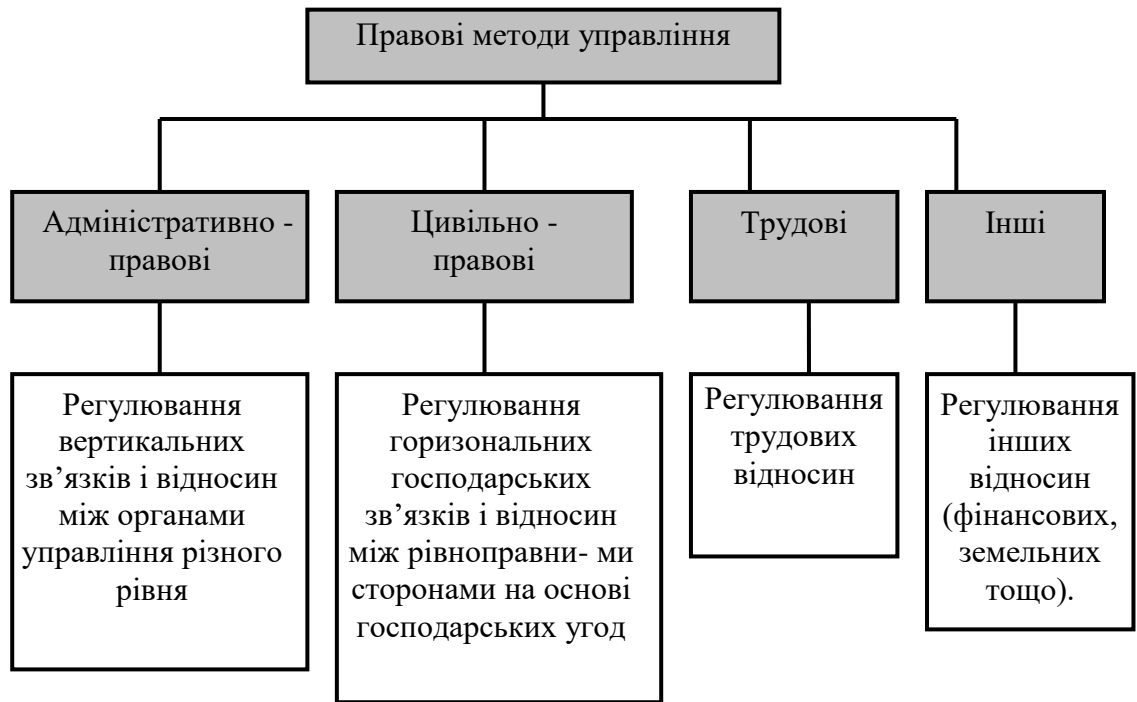 Правові методи управління
Адміністративно -
правові
Цивільно -
правові
Трудові
Інші
Регулювання
вертикальних
зв’язків і відносин
між органами
управління різного
рівня
Регулювання
горизональних
господарських
зв’язків і відносин
між рівноправни- ми
сторонами на основі
господарських угод
Регулювання
трудових
відносин
Регулювання
інших
відносин
(фінансових,
земельних
тощо).